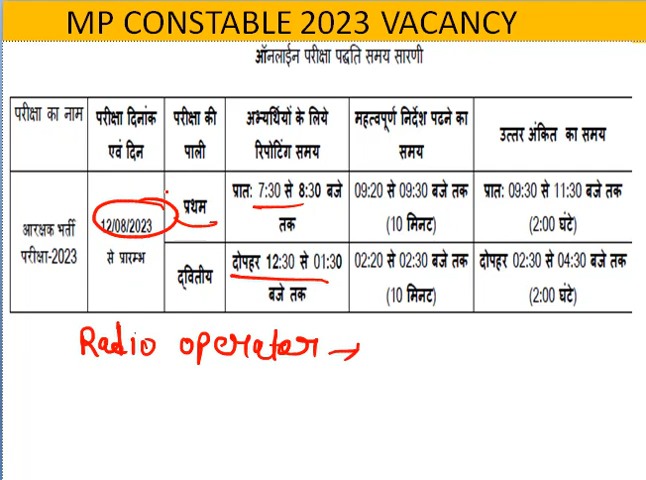 MP CONSTABLE 2023 VACANCY
ऑनलाईन परीक्षा पद्धति समय सारणी
परीक्षा का नाम
परीक्षा दिनांक
एवं दिन
परीक्षा की
पाली
अभ्यर्थियों के लिये
रिपोटिंग समय
महत्वपूर्ण निर्देश पढने का
समय
उत्तर अंकित का समय
आरक्षक भर्ती
परीक्षा-2023
12/08/2023
से प्रारम्भ
प्रथम
प्रात: 7:30 से 8:30 बजे
तक
09:20 से 09:30 बजे तक
(10 मिनट)
प्रात: 09:30 से 11:30 बजे तक
(2:00 घंटे)
द्वितीय
दोपहर 12:30 से 01:30
बजे तक
02:20 से 02:30 बजे तक
(10 मिनट)
दोपहर 02:30 से 04:30 बजे तक
(2:00 घंटे)
Radio operator →